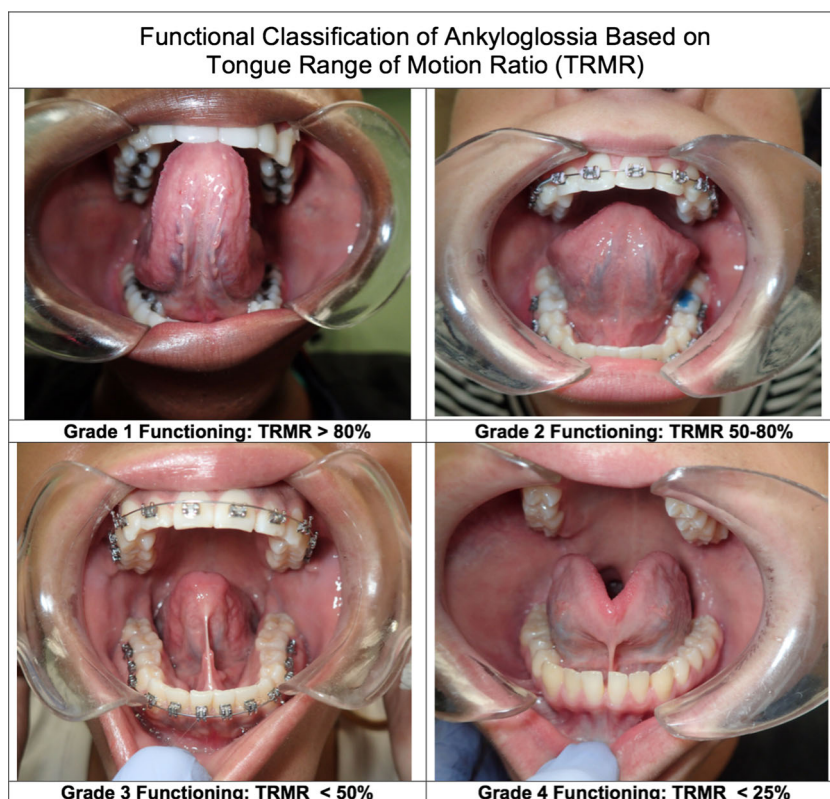 Functional Classification of Ankyloglossia Based on
Tongue Range of Motion Ratio (TRMR)
Grade 1 Functioning: TRMR > 80%
Grade 2 Functioning: TRMR 50-80%
Grade 3 Functioning: TRMR < 50%
Grade 4 Functioning: TRMR < 25%